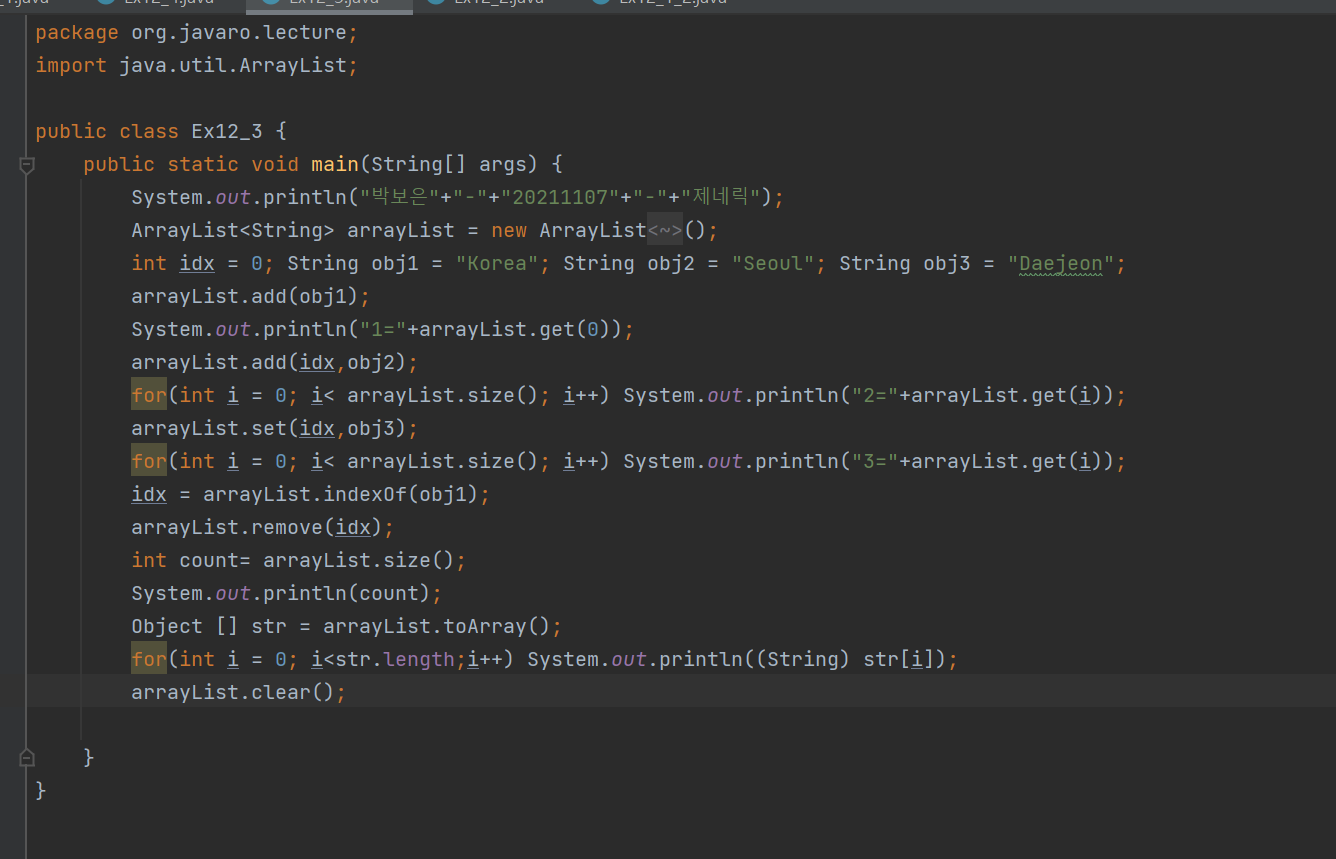 package org.javaro.lecture;
import java.util.ArrayList;
public class Ex12_3 {
public static void main(String[] args) {
System.out.println("박보은"+"-"+"20211107"+"-"+"제네릭");
ArrayList<String> arrayList = new ArrayList<~>();
int idx = 0; String obj1 = "Korea"; String obj2 = "Seoul"; String obj3 = "Daejeon";
arrayList.add(obj1);
System.out.println("1="+arrayList.get(0));
arrayList.add(idx,obj2);
for(int i = 0; i< arrayList.size(); i++) System.out.println("2="+arrayList.get(i));
arrayList.set(idx,obj3);
for(int i = 0; i< arrayList.size(); i++) System.out.println("3="+arrayList.get(i));
idx = arrayList.indexOf(obj1);
arrayList.remove(idx);
int count= arrayList.size();
System.out.println(count);
Object [] str = arrayList.toArray();
for(int i = 0; i<str.length;i++) System.out.println((String) str[i]);
arrayList.clear();
}
}